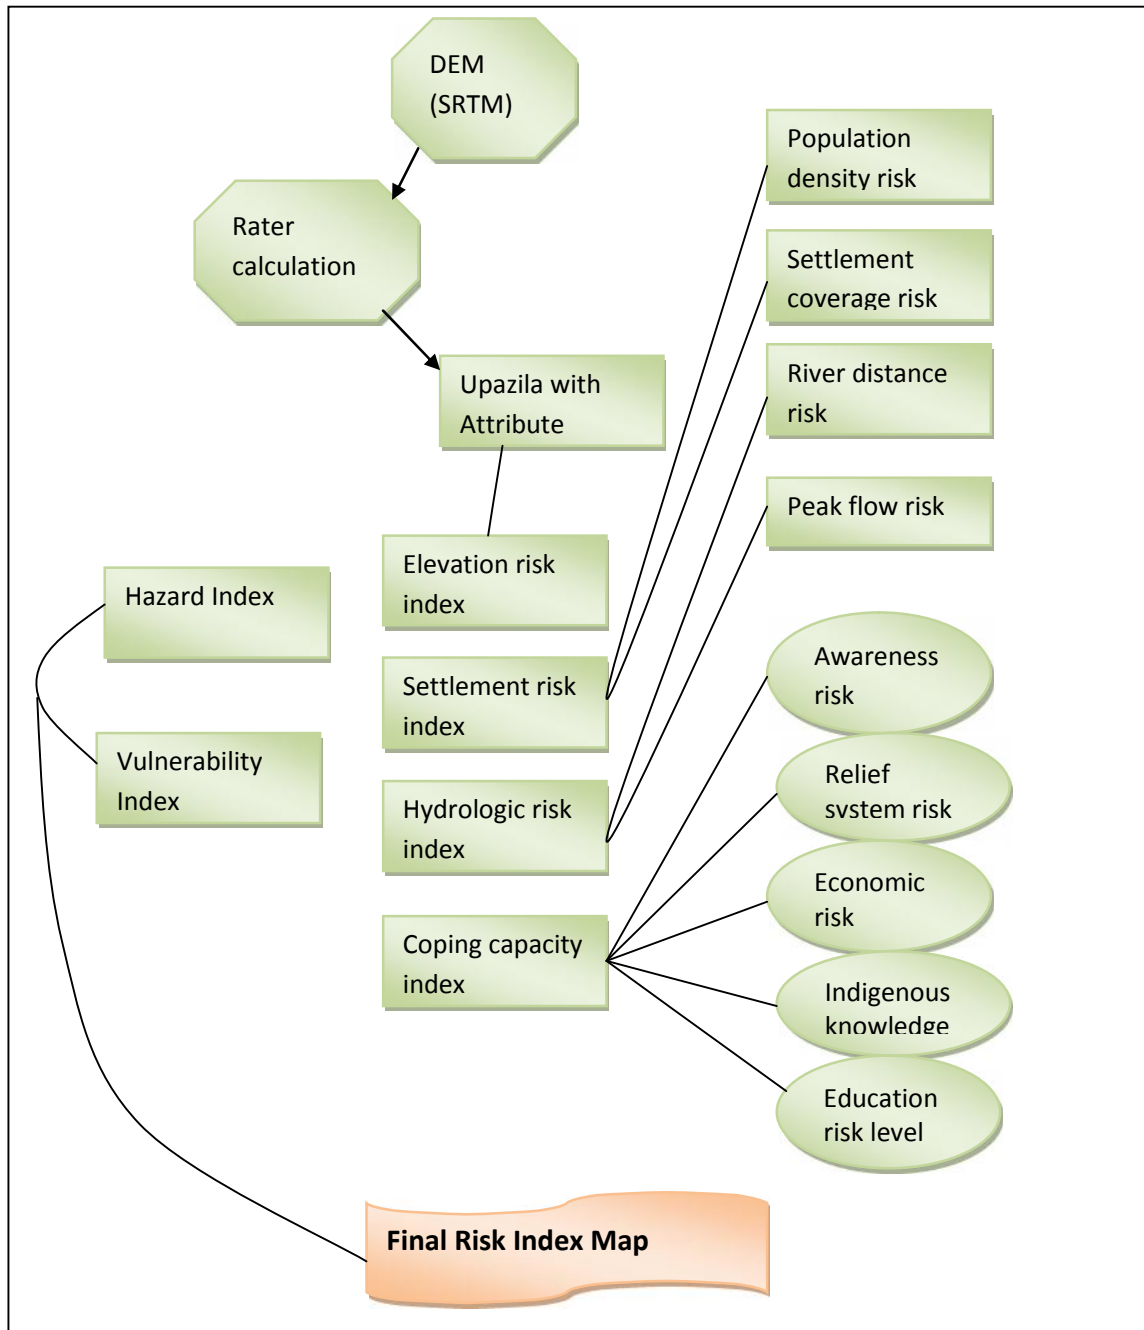 DEM
(SRTM)
Rater
calculation
Upazila with
Attribute
Elevation risk
index
Settlement risk
index
Hydrologic risk
index
Coping capacity
index
Hazard Index
Vulnerability
Index
Population
density risk
Settlement
coverage risk
River distance
risk
Peak flow risk
Awareness
risk
Relief
system risk
Economic
risk
Indigenous
knowledge
Education
risk level
Final Risk Index Map